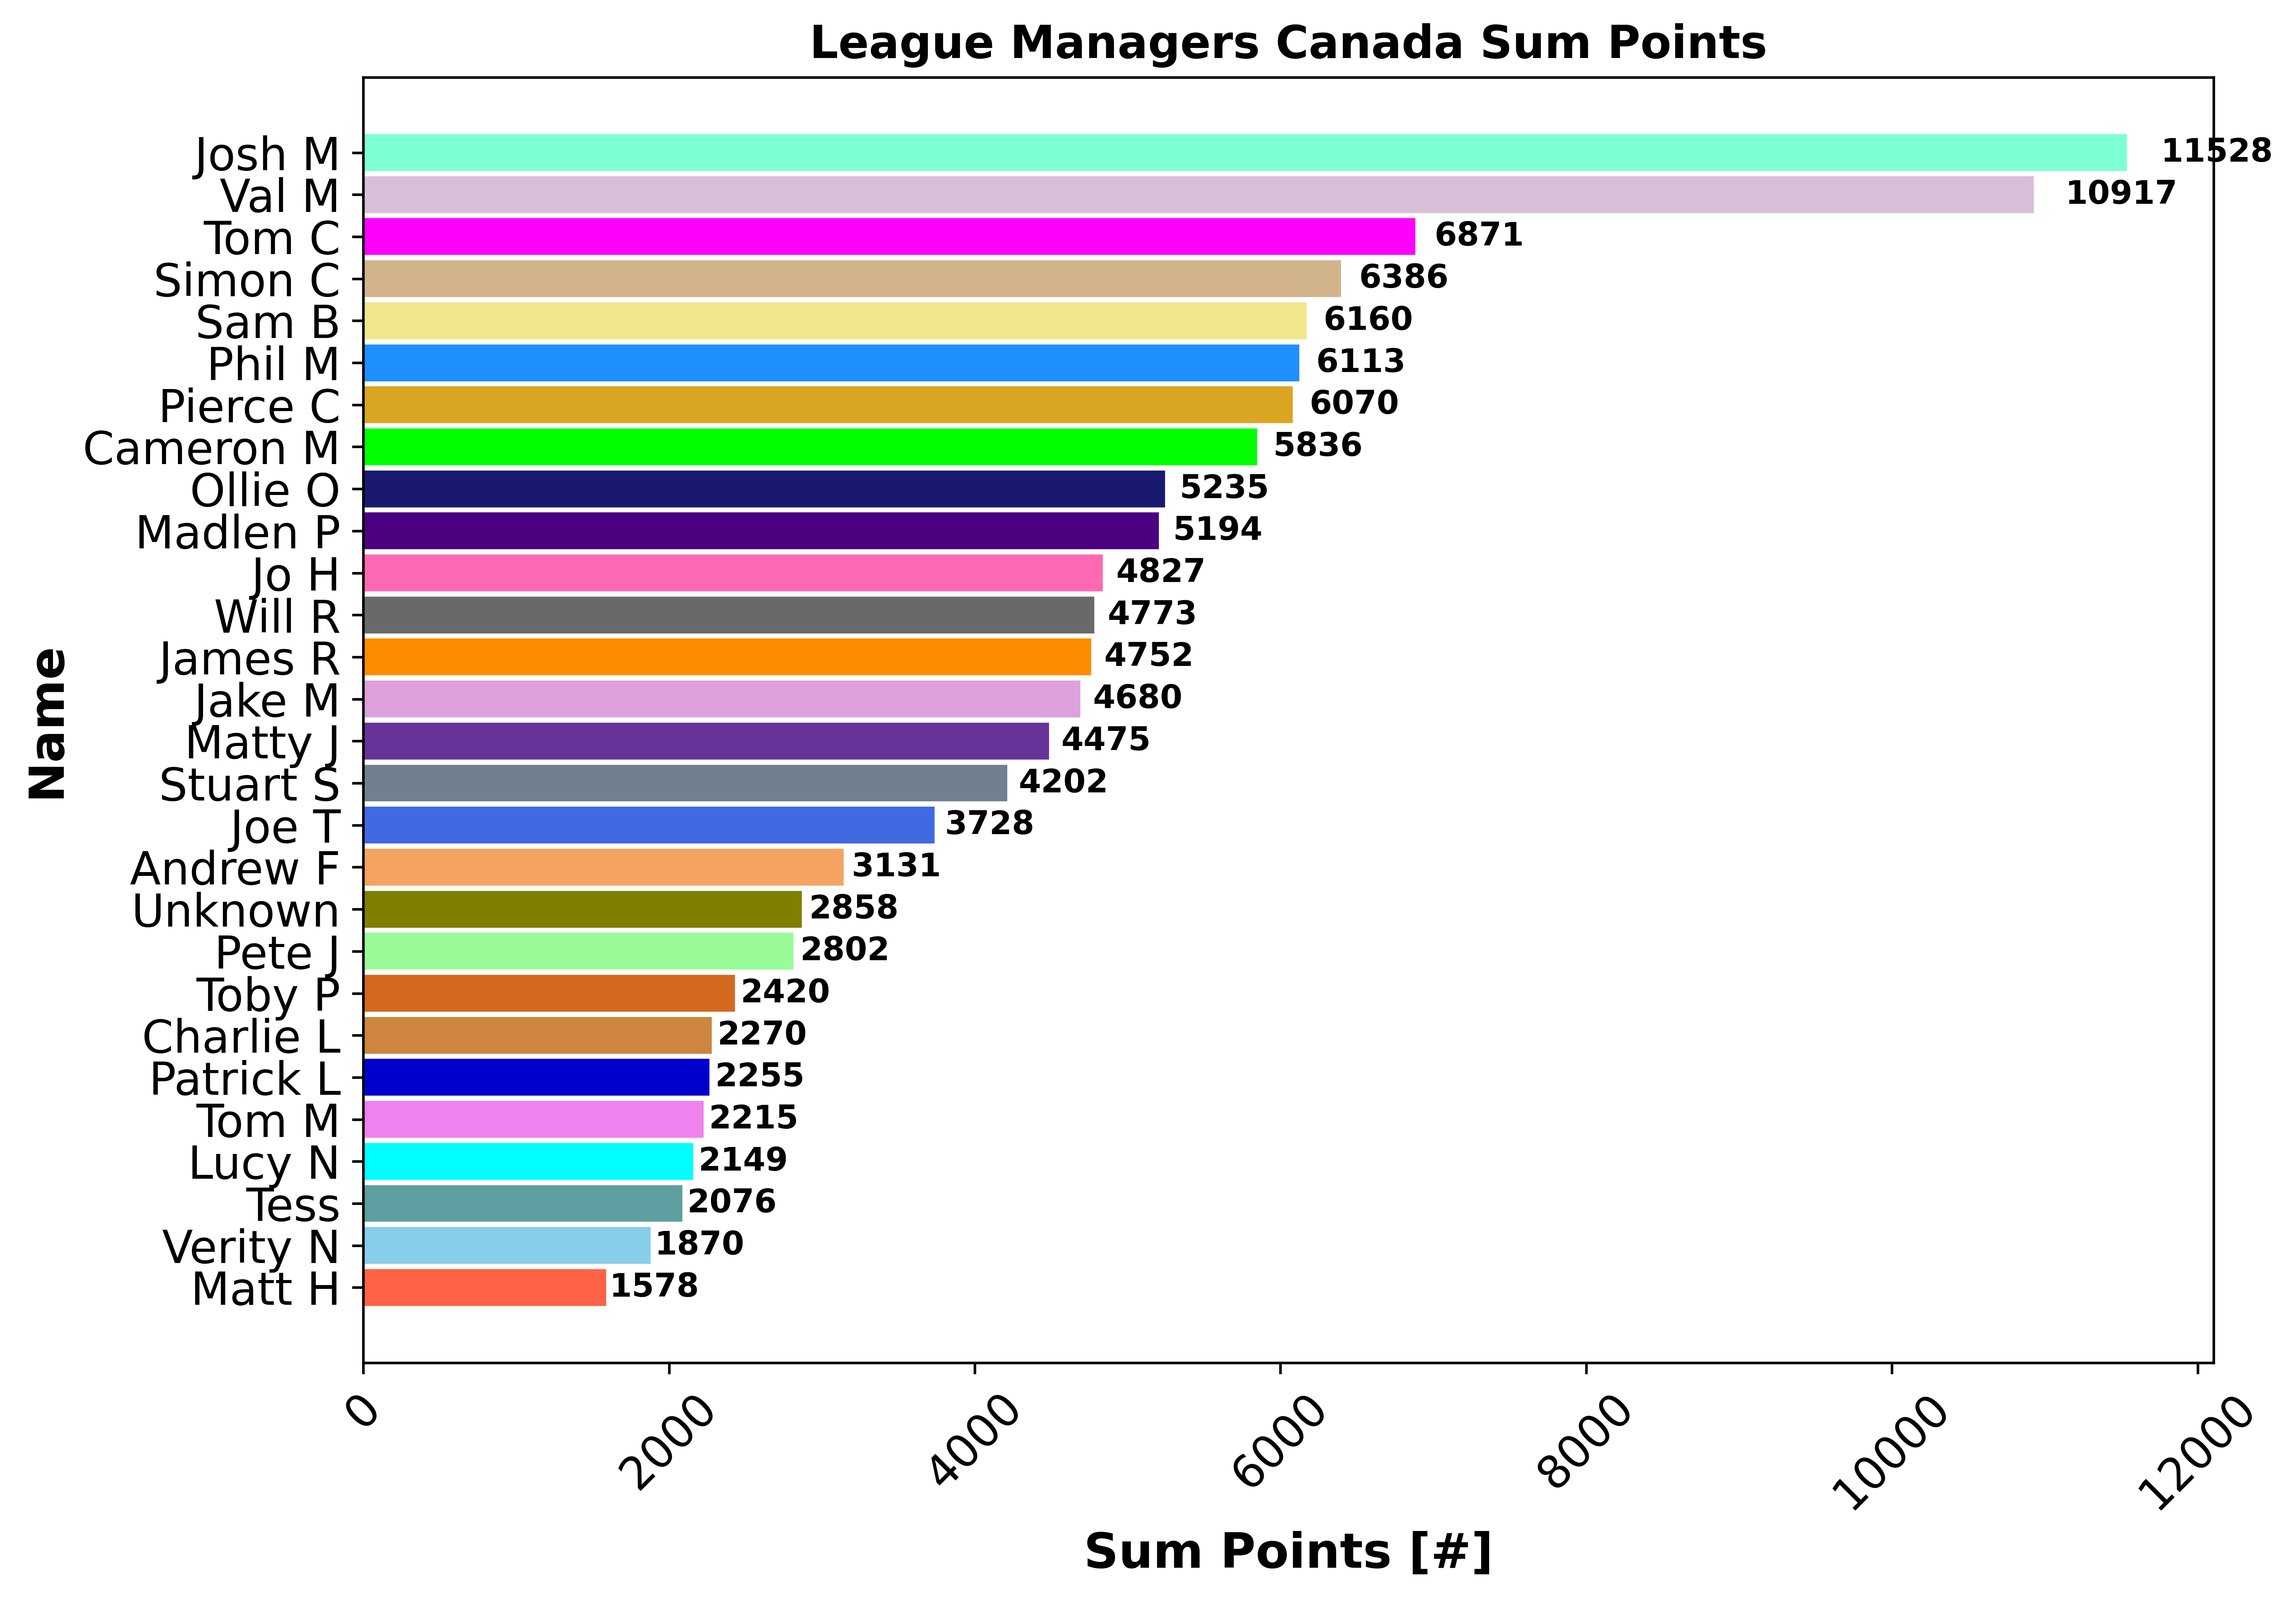 League Managers Canada Sum Points
Josh M 11528
Val M 10917
Tom C 6871
Simon C 6386
Sam B 6160
Phil M 6113
Pierce C 6070
Cameron M 5836
Ollie O 5235
Madlen P 5194
Jo H 4827
Will R 4773
James R 4752
Jake M 4680
Matty J 4475
Stuart S 4202
Joe T 3728
Andrew F 3131
Unknown 2858
Pete J 2802
Toby P 2420
Charlie L 2270
Patrick L 2255
Tom M 2215
Lucy N 2149
Tess 2076
Verity N 1870
Matt H 1578
Name
0 2000 4000 6000 8000 10000 12000
Sum Points [#]